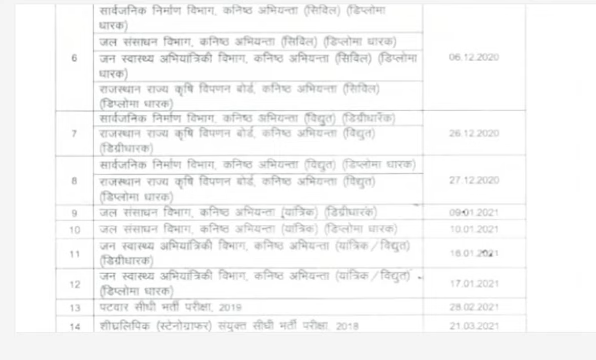 सार्वजनिक निर्माण विभाग, कनिष्ठ अभियन्ता (सिविल) (डिप्लोमा
धारक)
जल संसाधन विभाग, कनिष्ठ अभियन्ता (सिविल) (डिप्लोमा धारक)
6 जन स्वास्थ्य अभियांत्रिकी विभाग, कनिष्ठ अभियन्ता (सिविल) (डिप्लोमा 06.12.2020
धारक)
राजस्थान राज्य कृषि विपणन बोर्ड, कनिष्ठ अभियन्ता (सिविल)
(डिप्लोमा धारक)
सार्वजनिक निर्माण विभाग, कनिष्ठ अभियन्ता (विद्युत) (डिग्रीधारक)
7 राजस्थान राज्य कृषि विपणन बोर्ड, कनिष्ठ अभियन्ता (विद्युत) 26.12.2020
(डिग्रीधारक)
सार्वजनिक निर्माण विभाग, कनिष्ठ अभियन्ता (विद्युत) (डिप्लोमा धारक)
8 राजस्थान राज्य कृषि विपणन बोर्ड, कनिष्ठ अभियन्ता (विद्युत) 27.12.2020
(डिप्लोमा धारक)
9 जल संसाधन विभाग, कनिष्ठ अभियन्ता (यांत्रिक) (डिग्रीधारक) 09.01.2021
10 जल संसाधन विभाग, कनिष्ठ अभियन्ता (यांत्रिक) (डिप्लोमा धारक) 10.01.2021
11 जन स्वास्थ्य अभियांत्रिकी विभाग, कनिष्ठ अभियन्ता (यांत्रिक/विद्युत) 16.01.2021
(डिग्रीधारक)
12 जन स्वास्थ्य अभियांत्रिकी विभाग, कनिष्ठ अभियन्ता (यांत्रिक/विद्युत) 17.01.2021
(डिप्लोमा धारक)
13 पटवार सीधी भर्ती परीक्षा, 2019 28.02.2021
14 शीघ्रलिपिक (स्टेनोग्राफर) संयुक्त सीधी भर्ती परीक्षा, 2018 21.03.2021